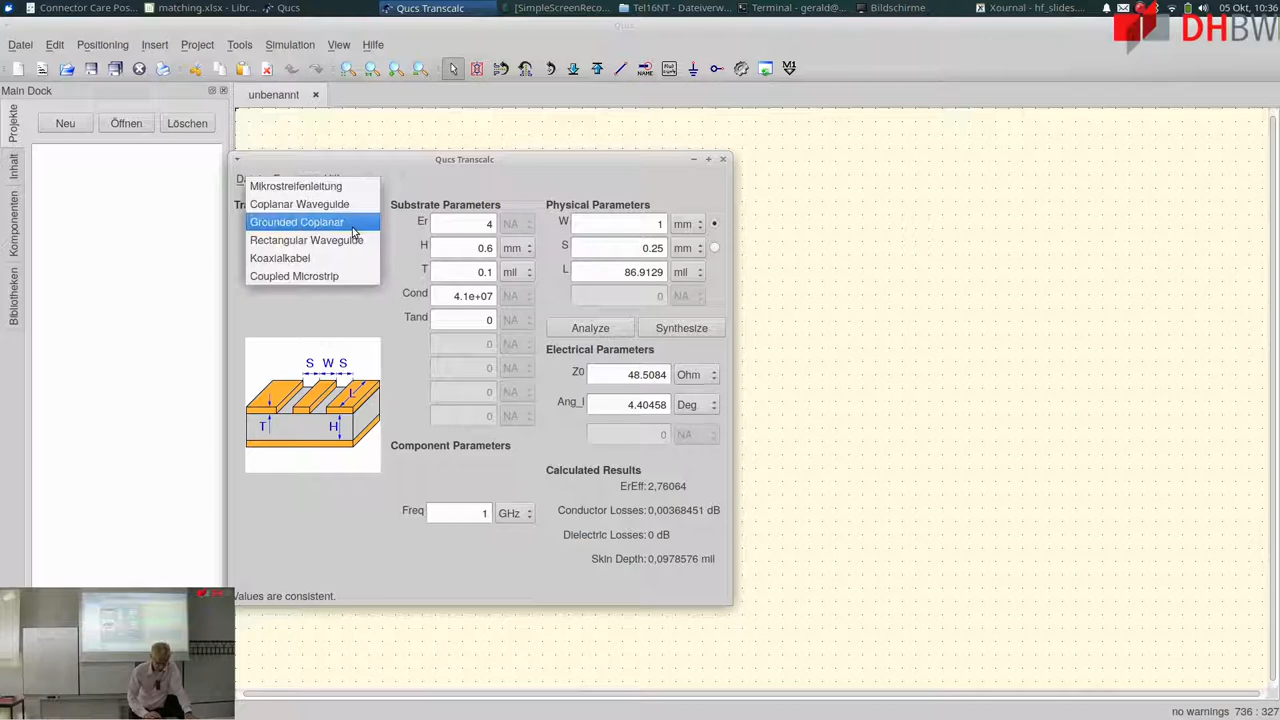 Connector Care Pos...
matching.xlsx - Libr...
Qucs
Qucs Transcalc
[SimpleScreenReco...
Tel16NT - Dateiverw...
Terminal - gerald@...
Bildschirme
Xournal - hf_slides...
05 Okt, 10:36
Qucs
DHBW
Datei Edit Positioning Insert Project Tools Simulation View Hilfe
NAME
Main Dock
unbenannt
Projekte
Inhalt
Kommentieren
Bibliotheken
Neu Öffnen Löschen
Qucs Transcalc
Mikrostreifenleitung
Coplanar Waveguide
Grounded Coplanar
Rectangular Waveguide
Koaxialkabel
Coupled Microstrip
S W S
L
T H
Substrate Parameters
Er 4 NA
H 0.6 mm
T 0.1 mil
Cond 4.1e+07 NA
Tand 0 NA
0 NA
0 NA
0 NA
0 NA
Component Parameters
Freq 1 GHz
Physical Parameters
W 1 mm
S 0.25 mm
L 86.9129 mil
0 NA
Analyze Synthesize
Electrical Parameters
Z0 48.5084 Ohm
Ang_l 4.40458 Deg
0 NA
Calculated Results
ErEff: 2,76064
Conductor Losses: 0,00368451 dB
Dielectric Losses: 0 dB
Skin Depth: 0,0978576 mil
Values are consistent.
no warnings 736 : 327